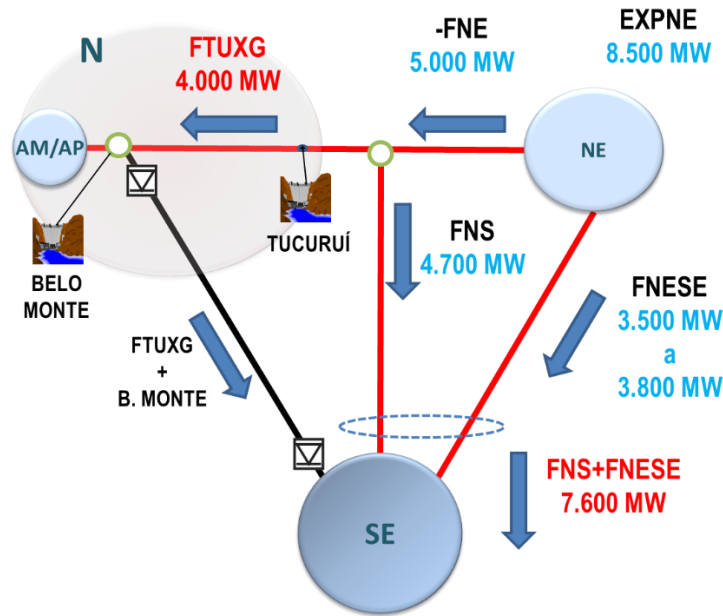 N
FTUXG
4.000 MW
-FNE
5.000 MW
EXPNE
8.500 MW
AM/AP
NE
BELO
MONTE
TUCURUÍ
FNS
4.700 MW
FNESE
3.500 MW
a
3.800 MW
FTUXG
+
B. MONTE
FNS+FNESE
7.600 MW
SE